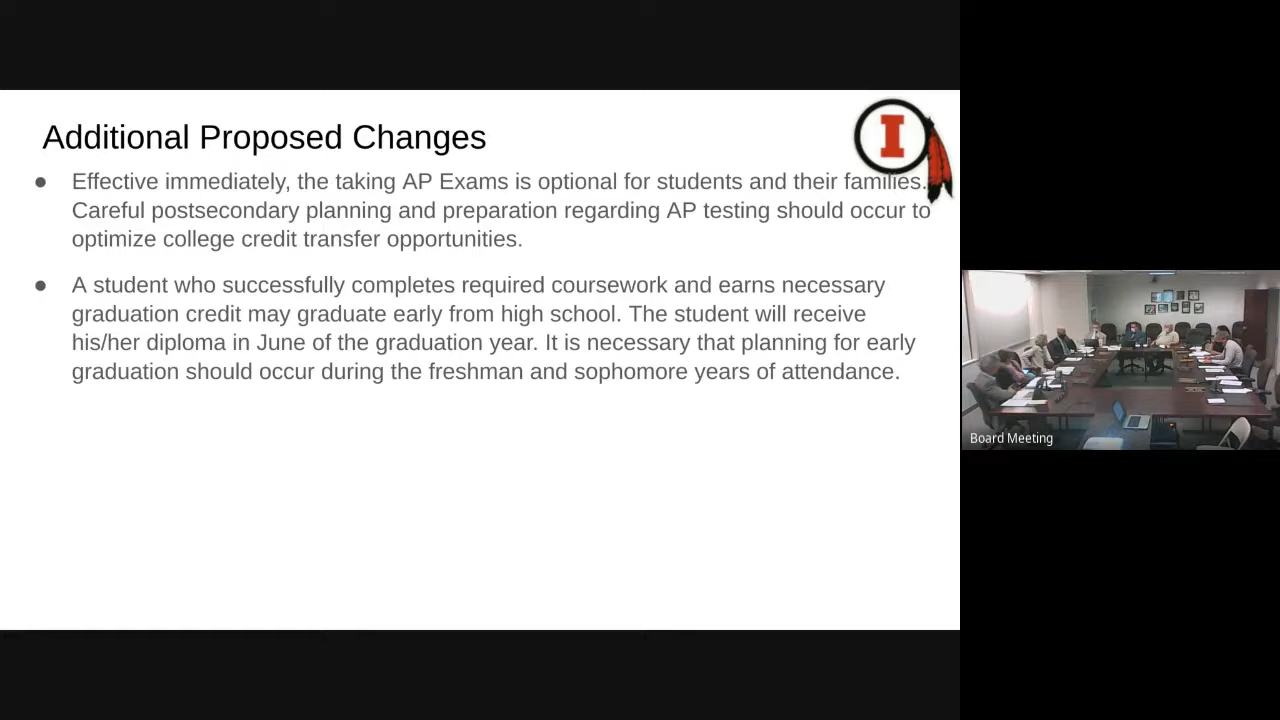 Additional Proposed Changes
I
● Effective immediately, the taking AP Exams is optional for students and their families.
Careful postsecondary planning and preparation regarding AP testing should occur to
optimize college credit transfer opportunities.
● A student who successfully completes required coursework and earns necessary
graduation credit may graduate early from high school. The student will receive
his/her diploma in June of the graduation year. It is necessary that planning for early
graduation should occur during the freshman and sophomore years of attendance.
Board Meeting